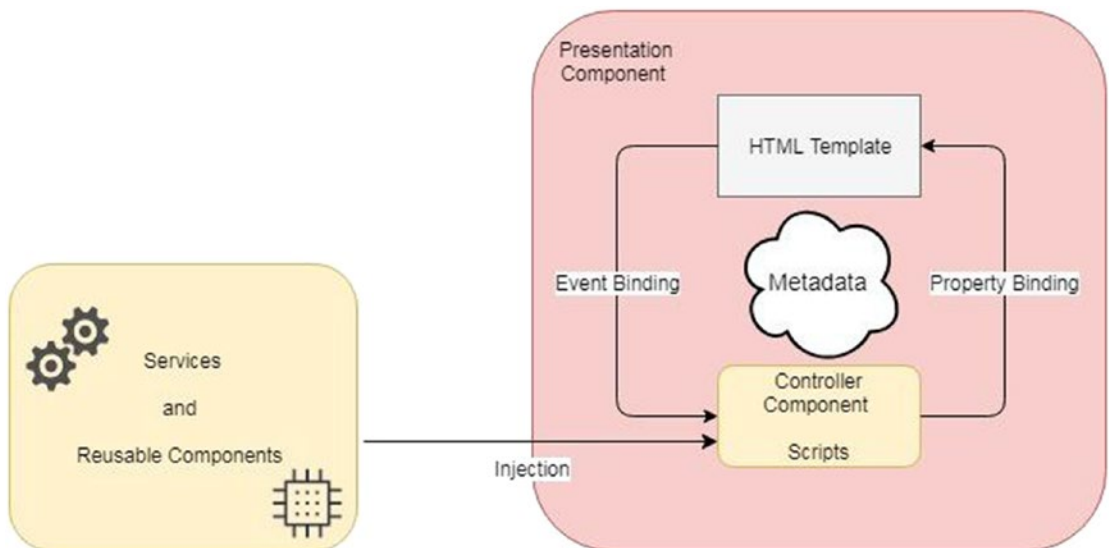 Presentation
Component
HTML Template
Event Binding
Metadata
Property Binding
Services
and
Reusable Components
Controller
Component
Scripts
Injection